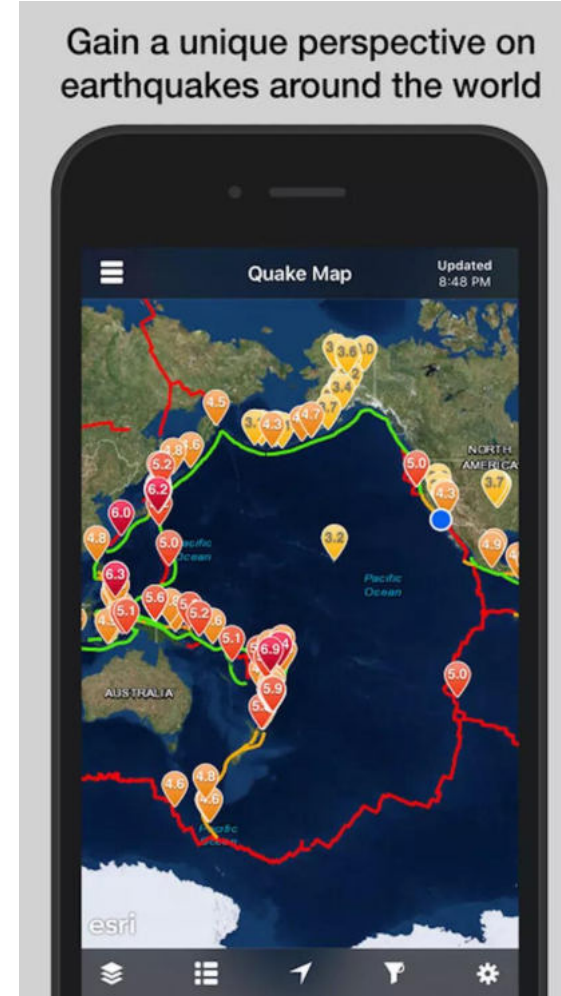 Gain a unique perspective on
earthquakes around the world
Quake Map
Updated
8:48 PM
3.6
3.4
4.5
4.3
4.7
4.8
5.2
6.2
6.0
4.8
5.0
6.3
5.1
5.6
5.2
5.1
6.9
5.9
4.6
4.8
4.6
3.2
5.0
4.3
3.7
4.9
5.0
NORTH
AMERICA
Pacific
Ocean
AUSTRALIA
esri